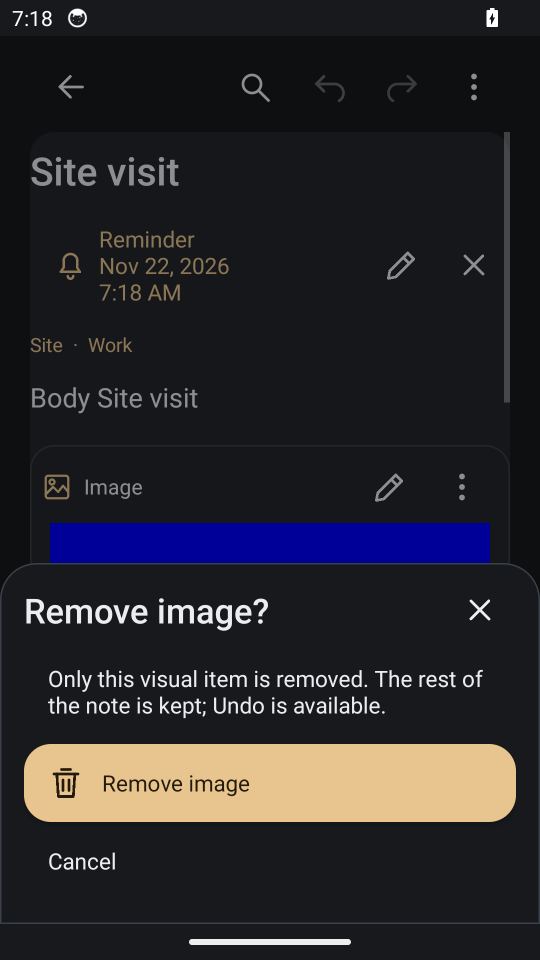 7:18
Site visit
Reminder
Nov 22, 2026
7:18 AM
Site · Work
Body Site visit
Image
Remove image?
Only this visual item is removed. The rest of
the note is kept; Undo is available.
Remove image
Cancel